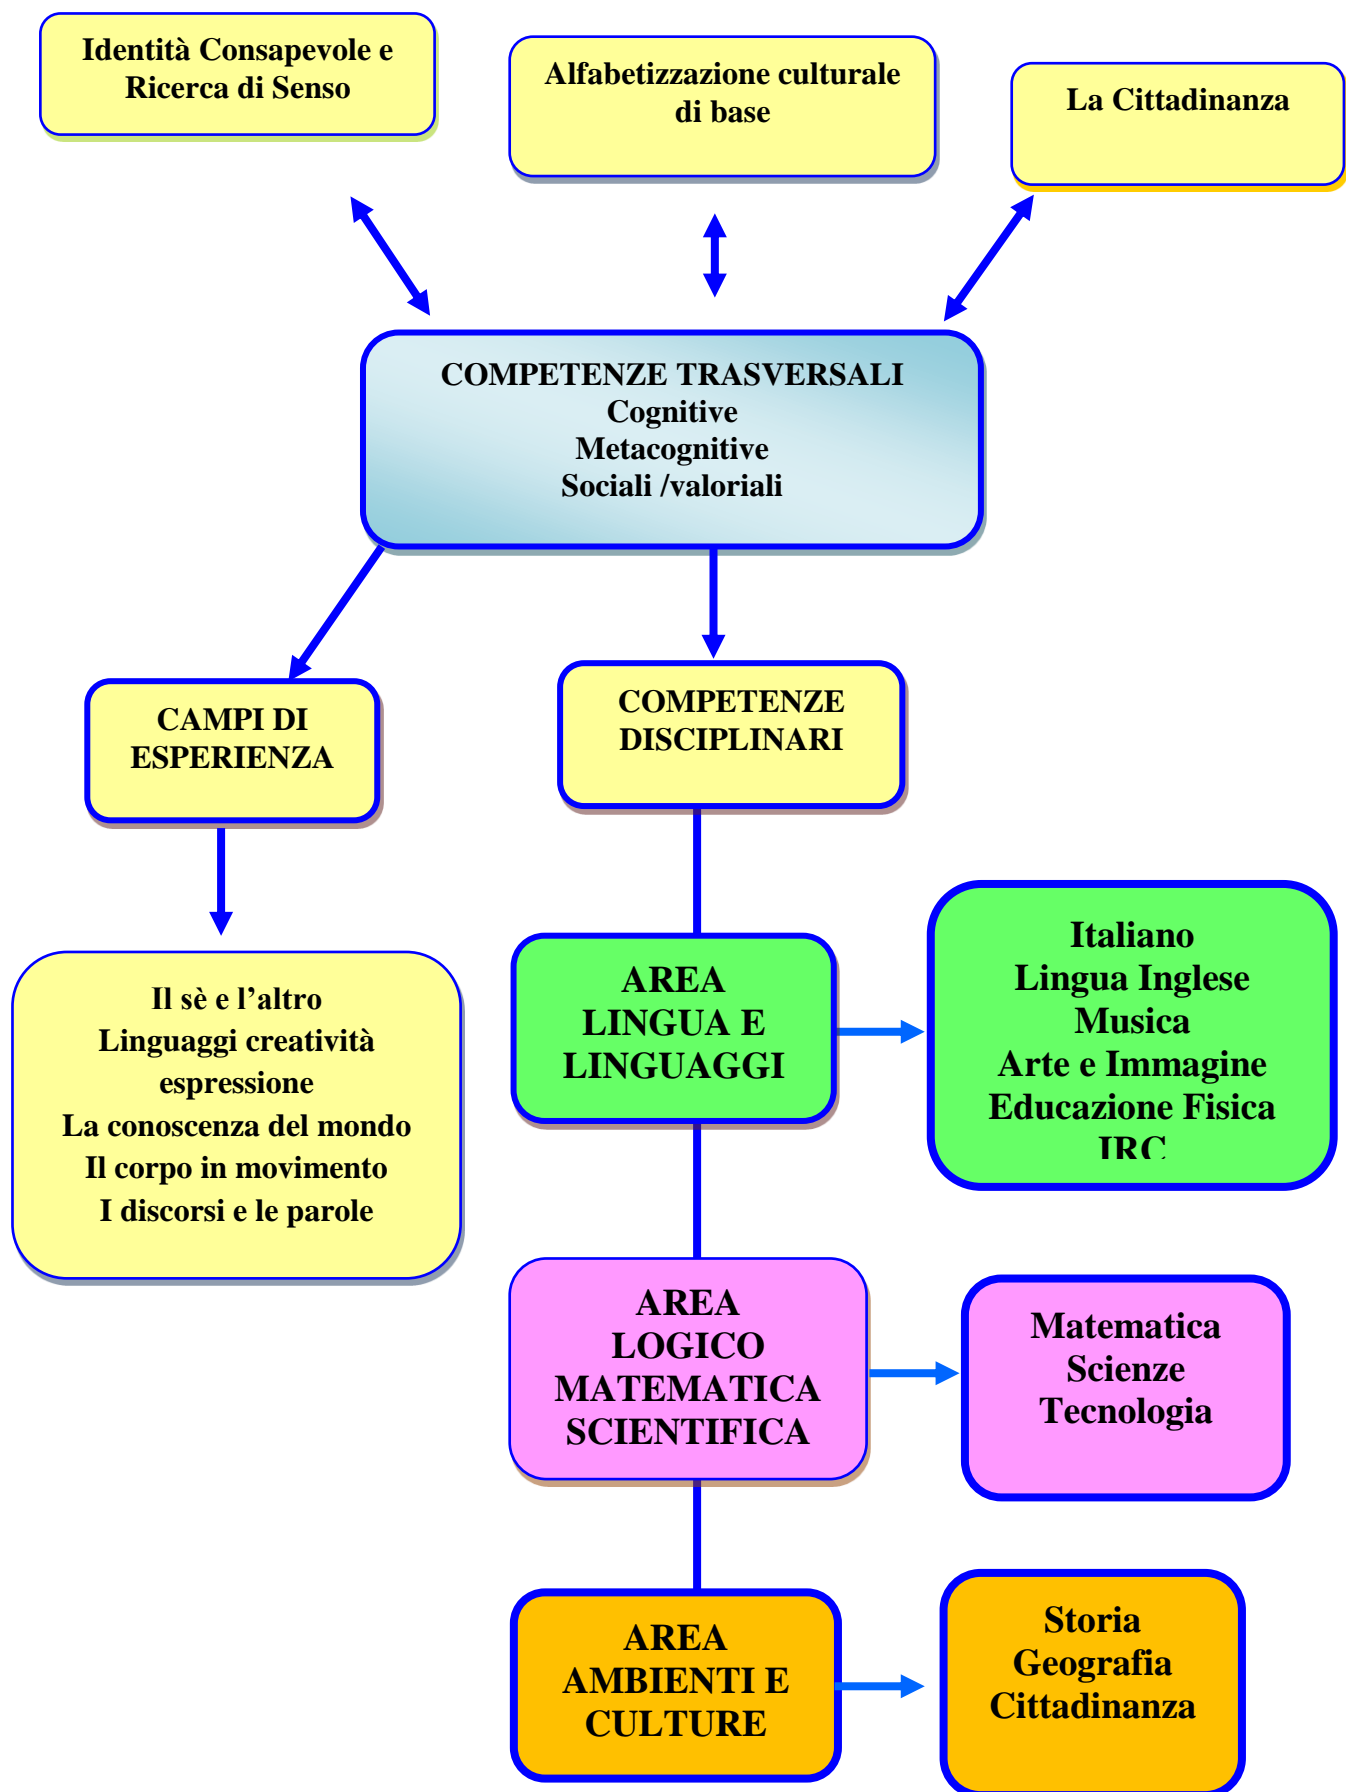 Identità Consapevole e
Ricerca di Senso
Alfabetizzazione culturale
di base
La Cittadinanza
COMPETENZE TRASVERSALI
Cognitive
Metacognitive
Sociali /valoriali
CAMPI DI
ESPERIENZA
COMPETENZE
DISCIPLINARI
Il sè e l’altro
Linguaggi creatività
espressione
La conoscenza del mondo
Il corpo in movimento
I discorsi e le parole
AREA
LINGUA E
LINGUAGGI
Italiano
Lingua Inglese
Musica
Arte e Immagine
Educazione Fisica
IRC
AREA
LOGICO
MATEMATICA
SCIENTIFICA
Matematica
Scienze
Tecnologia
AREA
AMBIENTI E
CULTURE
Storia
Geografia
Cittadinanza